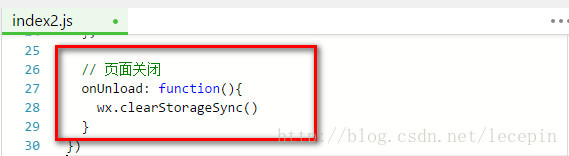 index2.js
25
26 // 页面关闭
27 onUnload: function(){
28 wx.clearStorageSync()
29 }
30 })
http://blog.csdn.net/lecepin